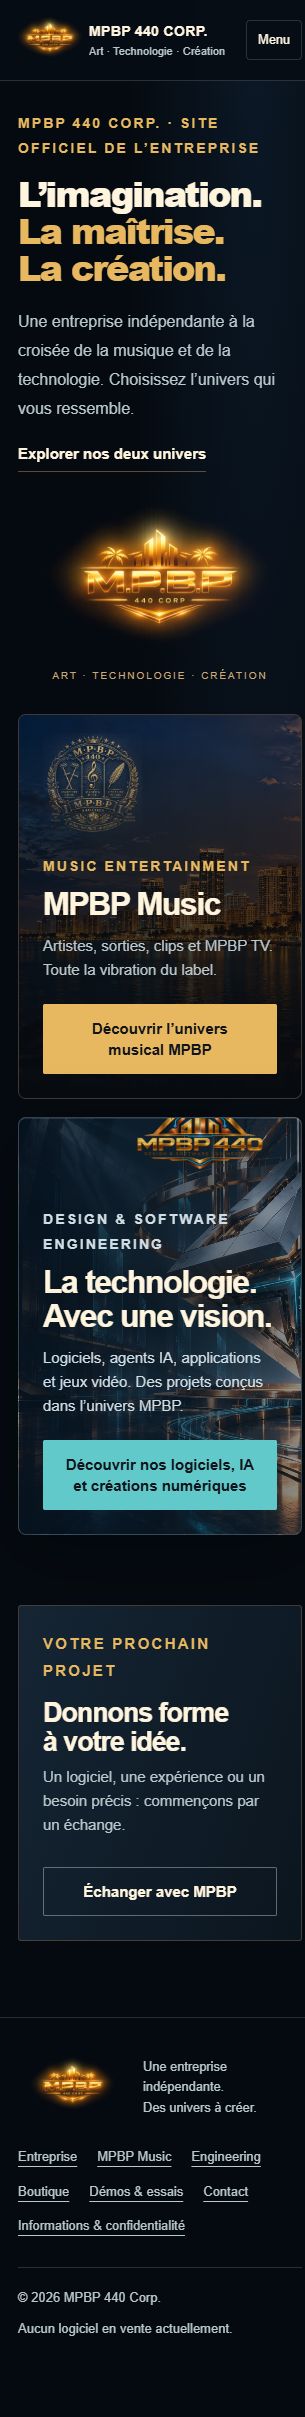 MPBP 440 CORP.
Art · Technologie · Création
Menu
MPBP 440 CORP. · SITE
OFFICIEL DE L’ENTREPRISE
L’imagination.
La maîtrise.
La création.
Une entreprise indépendante à la
croisée de la musique et de la
technologie. Choisissez l’univers qui
vous ressemble.
Explorer nos deux univers
M.P.B.P
440 CORP
ART · TECHNOLOGIE · CRÉATION
M·P·B·P
440
M·P·B·P
MUSIC ENTERTAINMENT
MPBP Music
Artistes, sorties, clips et MPBP TV.
Toute la vibration du label.
Découvrir l’univers
musical MPBP
MPBP 440
DESIGN & SOFTWARE
ENGINEERING
La technologie.
Avec une vision.
Logiciels, agents IA, applications
et jeux vidéo. Des projets conçus
dans l’univers MPBP.
Découvrir nos logiciels, IA
et créations numériques
VOTRE PROCHAIN
PROJET
Donnons forme
à votre idée.
Un logiciel, une expérience ou un
besoin précis : commençons par
un échange.
Échanger avec MPBP
M.P.B.P
Une entreprise
indépendante.
Des univers à créer.
Entreprise MPBP Music Engineering
Boutique Démos & essais Contact
Informations & confidentialité
© 2026 MPBP 440 Corp.
Aucun logiciel en vente actuellement.